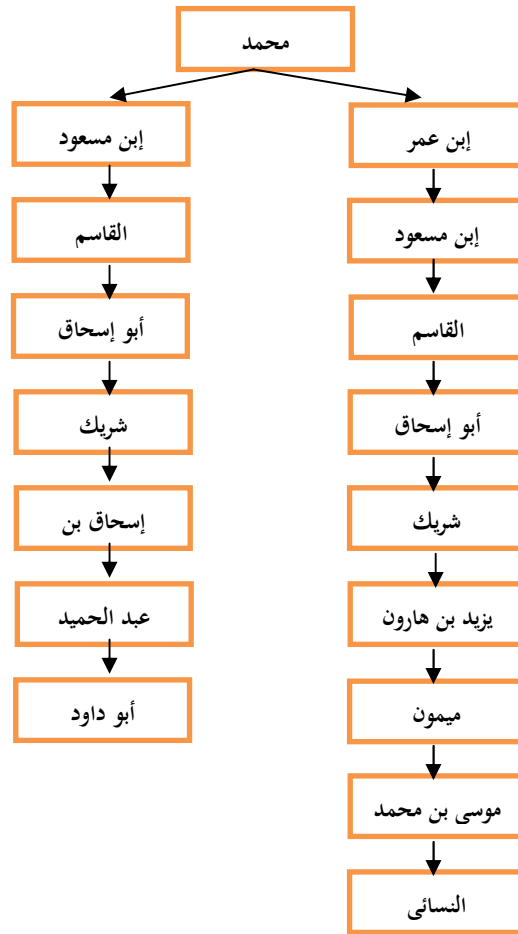 محمد
إبن عمر
إبن مسعود
القاسم
أبو إسحاق
شريك
يزيد بن هارون
ميمون
موسى بن محمد
النسائى
إبن مسعود
القاسم
أبو إسحاق
شريك
إسحاق بن
عبد الحميد
أبو داود